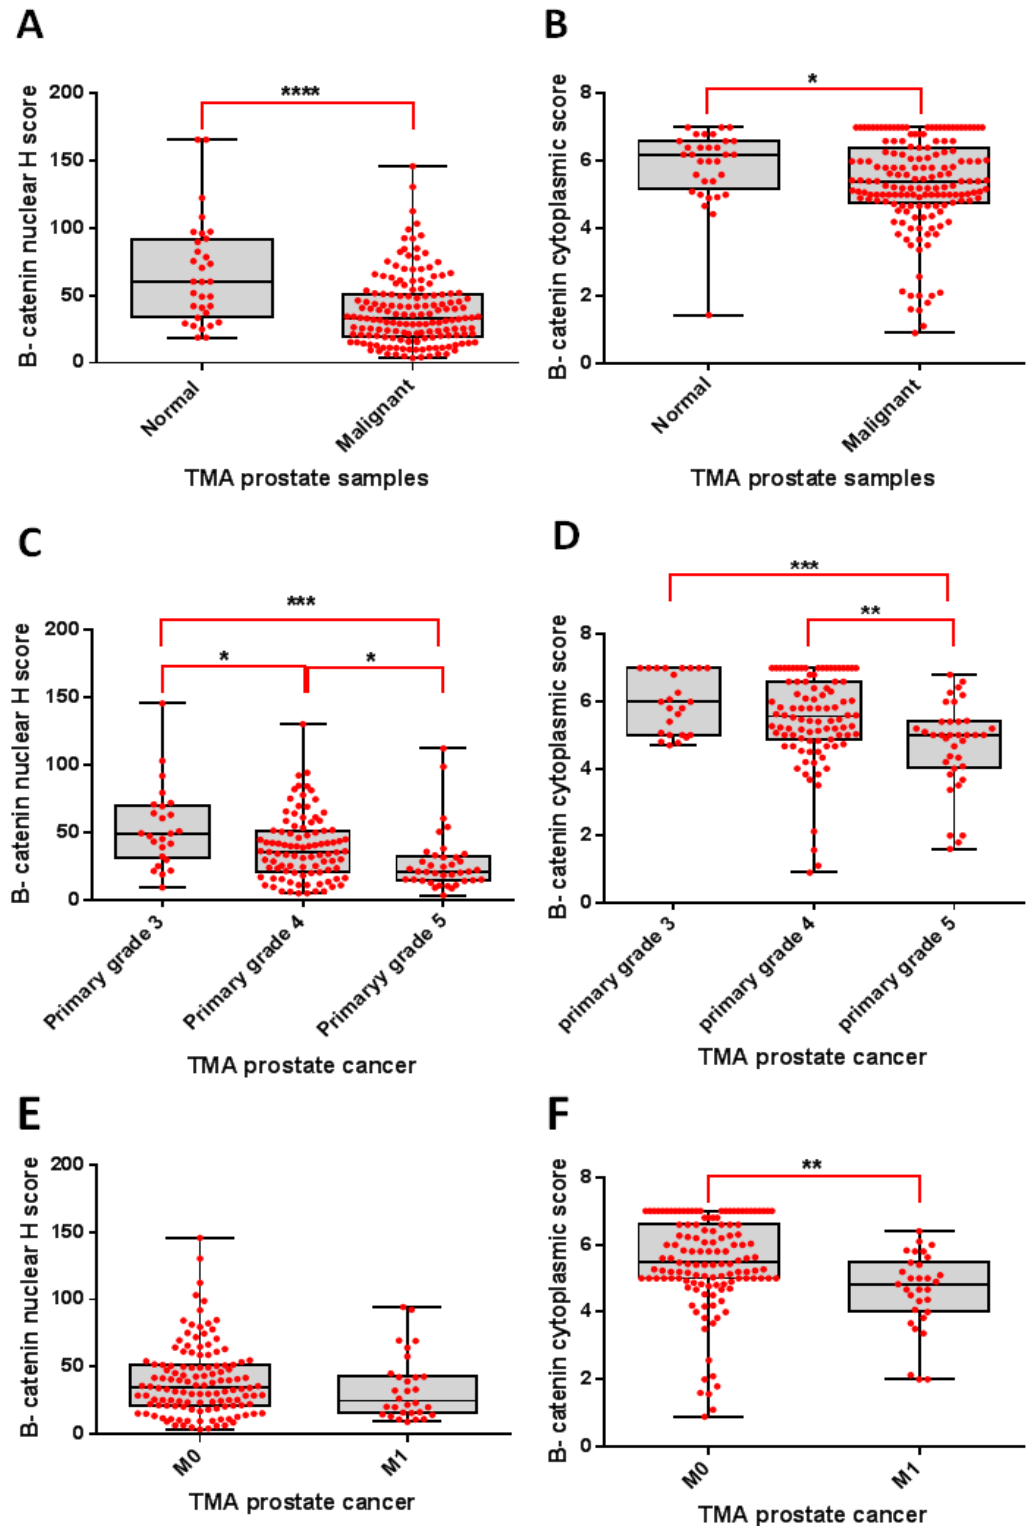 A
B- catenin nuclear H score
200
150
100
50
0
****
Normal
Malignant
TMA prostate samples
B
B- catenin cytoplasmic score
8
6
4
2
0
*
Normal
Malignant
TMA prostate samples
C
B- catenin nuclear H score
200
150
100
50
0
***
*
*
Primary grade 3
Primary grade 4
Primaryy grade 5
TMA prostate cancer
D
B- catenin cytoplasmic score
8
6
4
2
0
***
**
primary grade 3
primary grade 4
primary grade 5
TMA prostate cancer
E
B- catenin nuclear H score
200
150
100
50
0
M0
M1
TMA prostate cancer
F
B- catenin cytoplasmic score
8
6
4
2
0
**
M0
M1
TMA prostate cancer